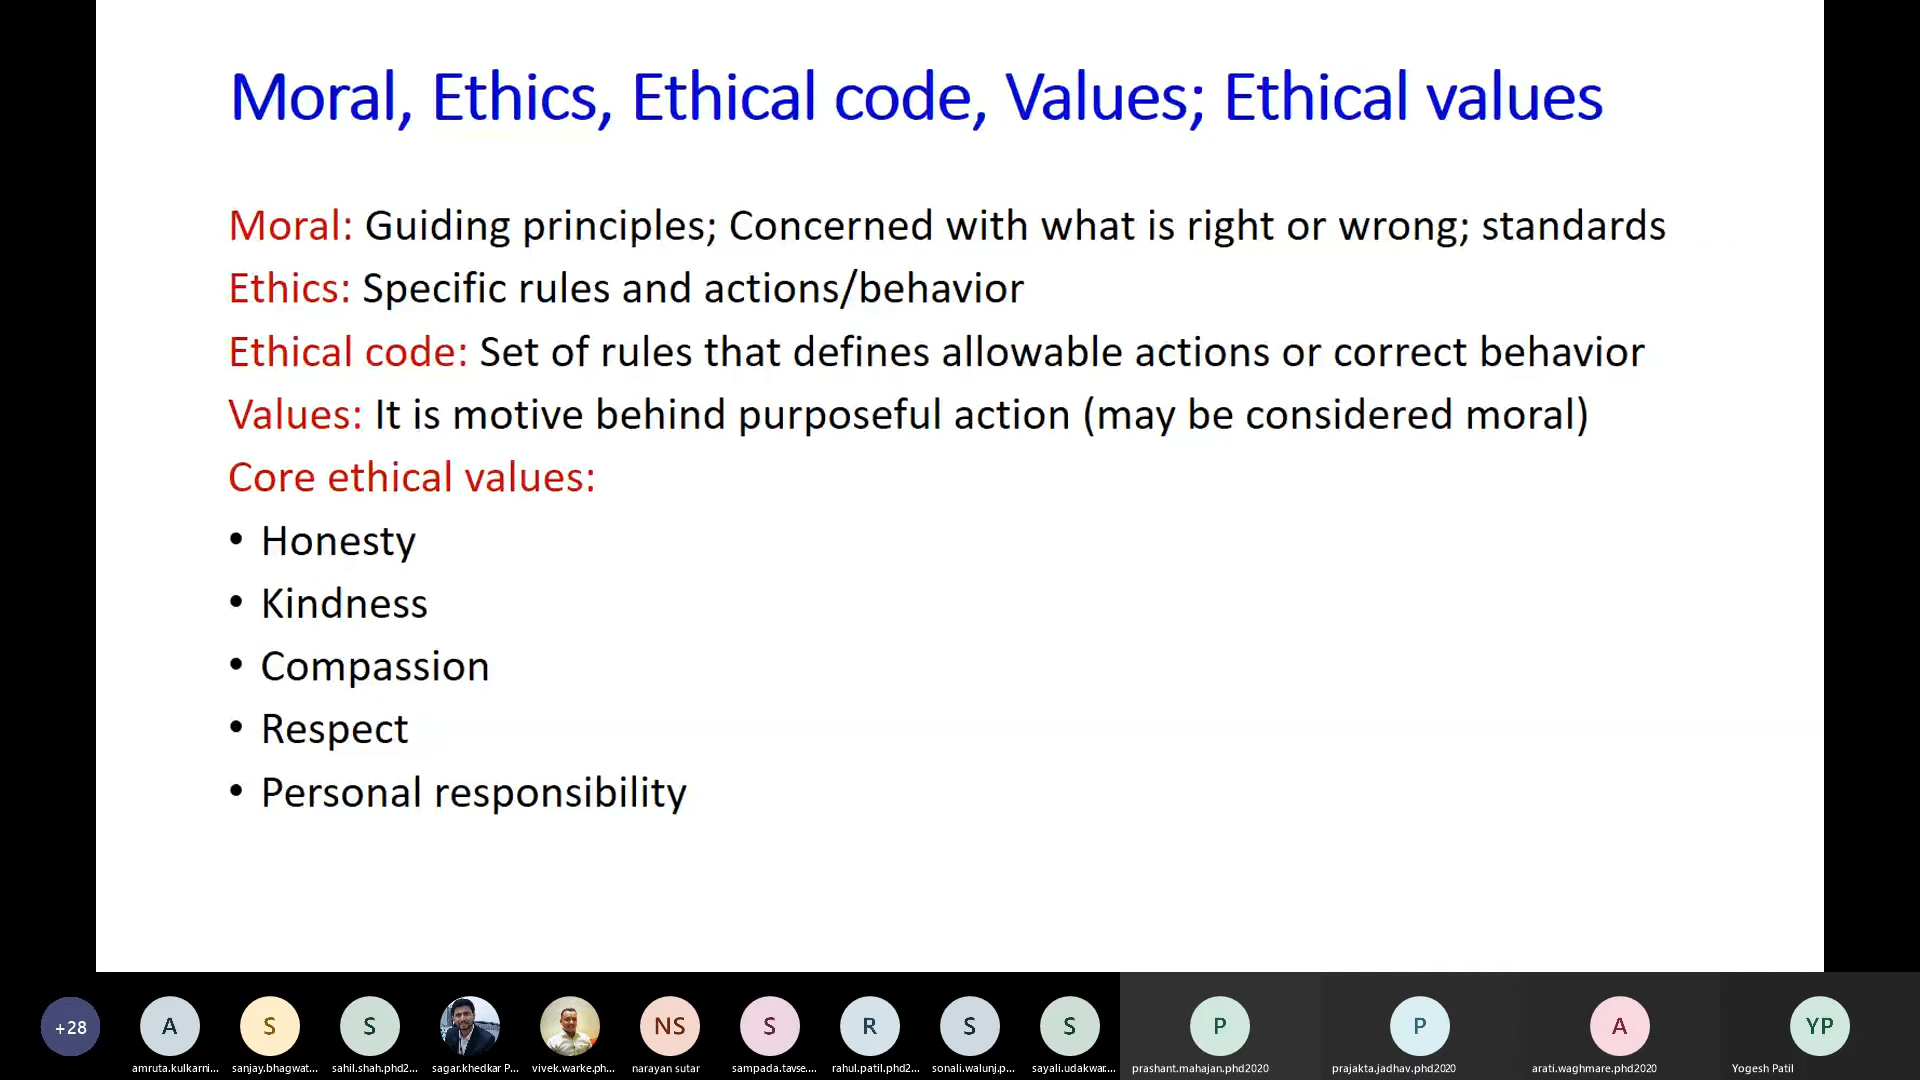 Moral, Ethics, Ethical code, Values; Ethical values
Moral: Guiding principles; Concerned with what is right or wrong; standards
Ethics: Specific rules and actions/behavior
Ethical code: Set of rules that defines allowable actions or correct behavior
Values: It is motive behind purposeful action (may be considered moral)
Core ethical values:
• Honesty
• Kindness
• Compassion
• Respect
• Personal responsibility
+28 A S S NS S R S S P P A YP
amruta.kulkarni... sanjay.bhagwat... sahil.shah.phd2... sagar.khedkar P... vivek.warke.ph... narayan sutar sampada.tavse.... rahul.patil.phd2... sonali.walunj.p... sayali.udakwar.... prashant.mahajan.phd2020 prajakta.jadhav.phd2020 arati.waghmare.phd2020 Yogesh Patil